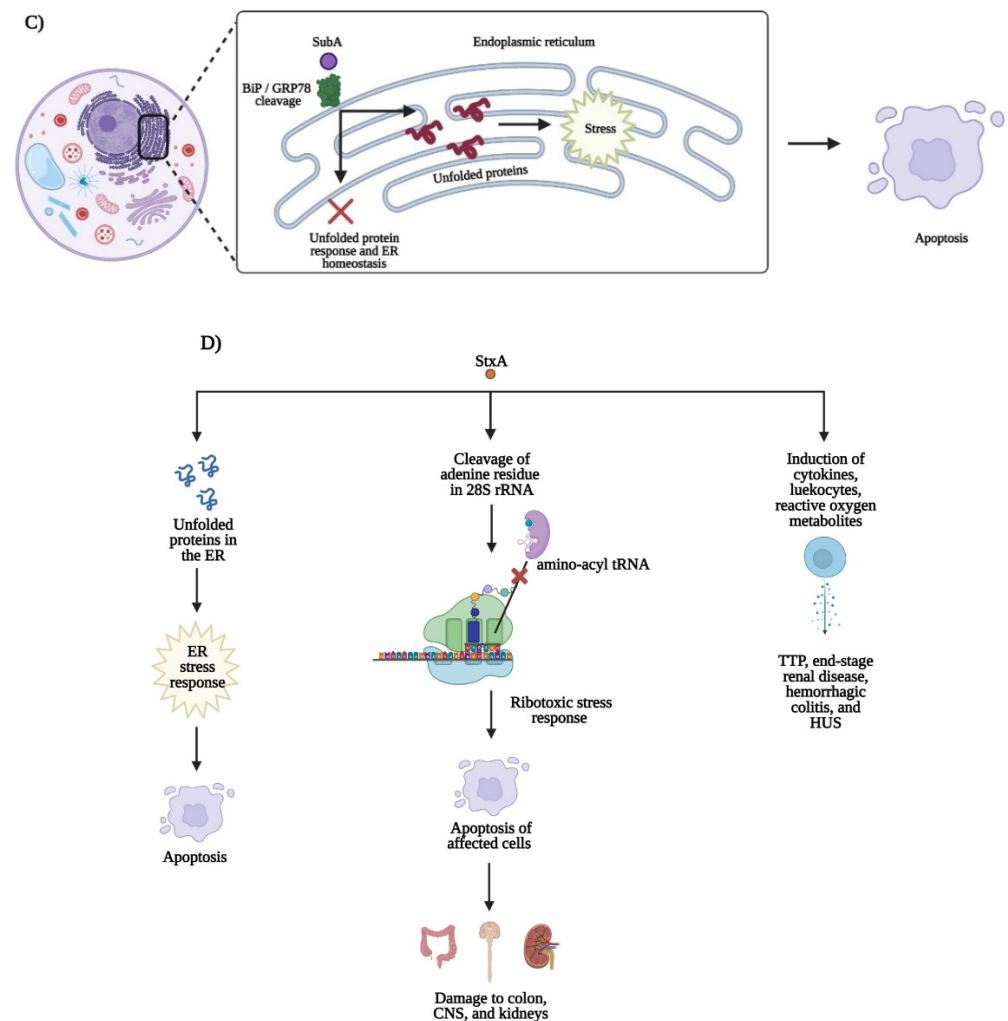 C)
SubA
BiP / GRP78
cleavage
Endoplasmic reticulum
Stress
Unfolded proteins
Unfolded protein
response and ER
homeostasis
Apoptosis
D)
StxA
Unfolded
proteins in
the ER
ER
stress
response
Apoptosis
Cleavage of
adenine residue
in 28S rRNA
amino-acyl tRNA
Ribotoxic stress
response
Apoptosis of
affected cells
Damage to colon,
CNS, and kidneys
Induction of
cytokines,
luekocytes,
reactive oxygen
metabolites
TTP, end-stage
renal disease,
hemorrhagic
colitis, and
HUS